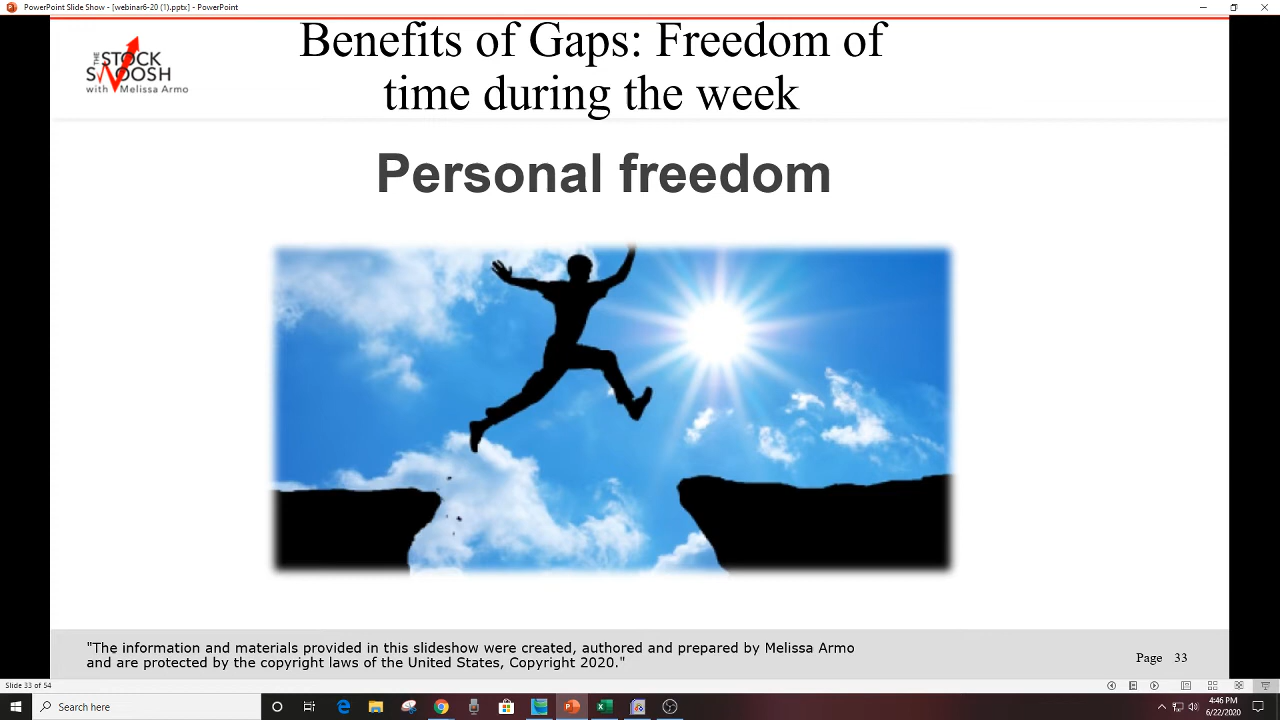 PowerPoint Slide Show - [webinar6-20 (1).pptx] - PowerPoint
Benefits of Gaps: Freedom of
time during the week
THE
STOCK
SWOOSH
with Melissa Armo
Personal freedom
"The information and materials provided in this slideshow were created, authored and prepared by Melissa Armo
and are protected by the copyright laws of the United States, Copyright 2020."
Page 33
Slide 33 of 54
Search here
4:46 PM
6/22/2020